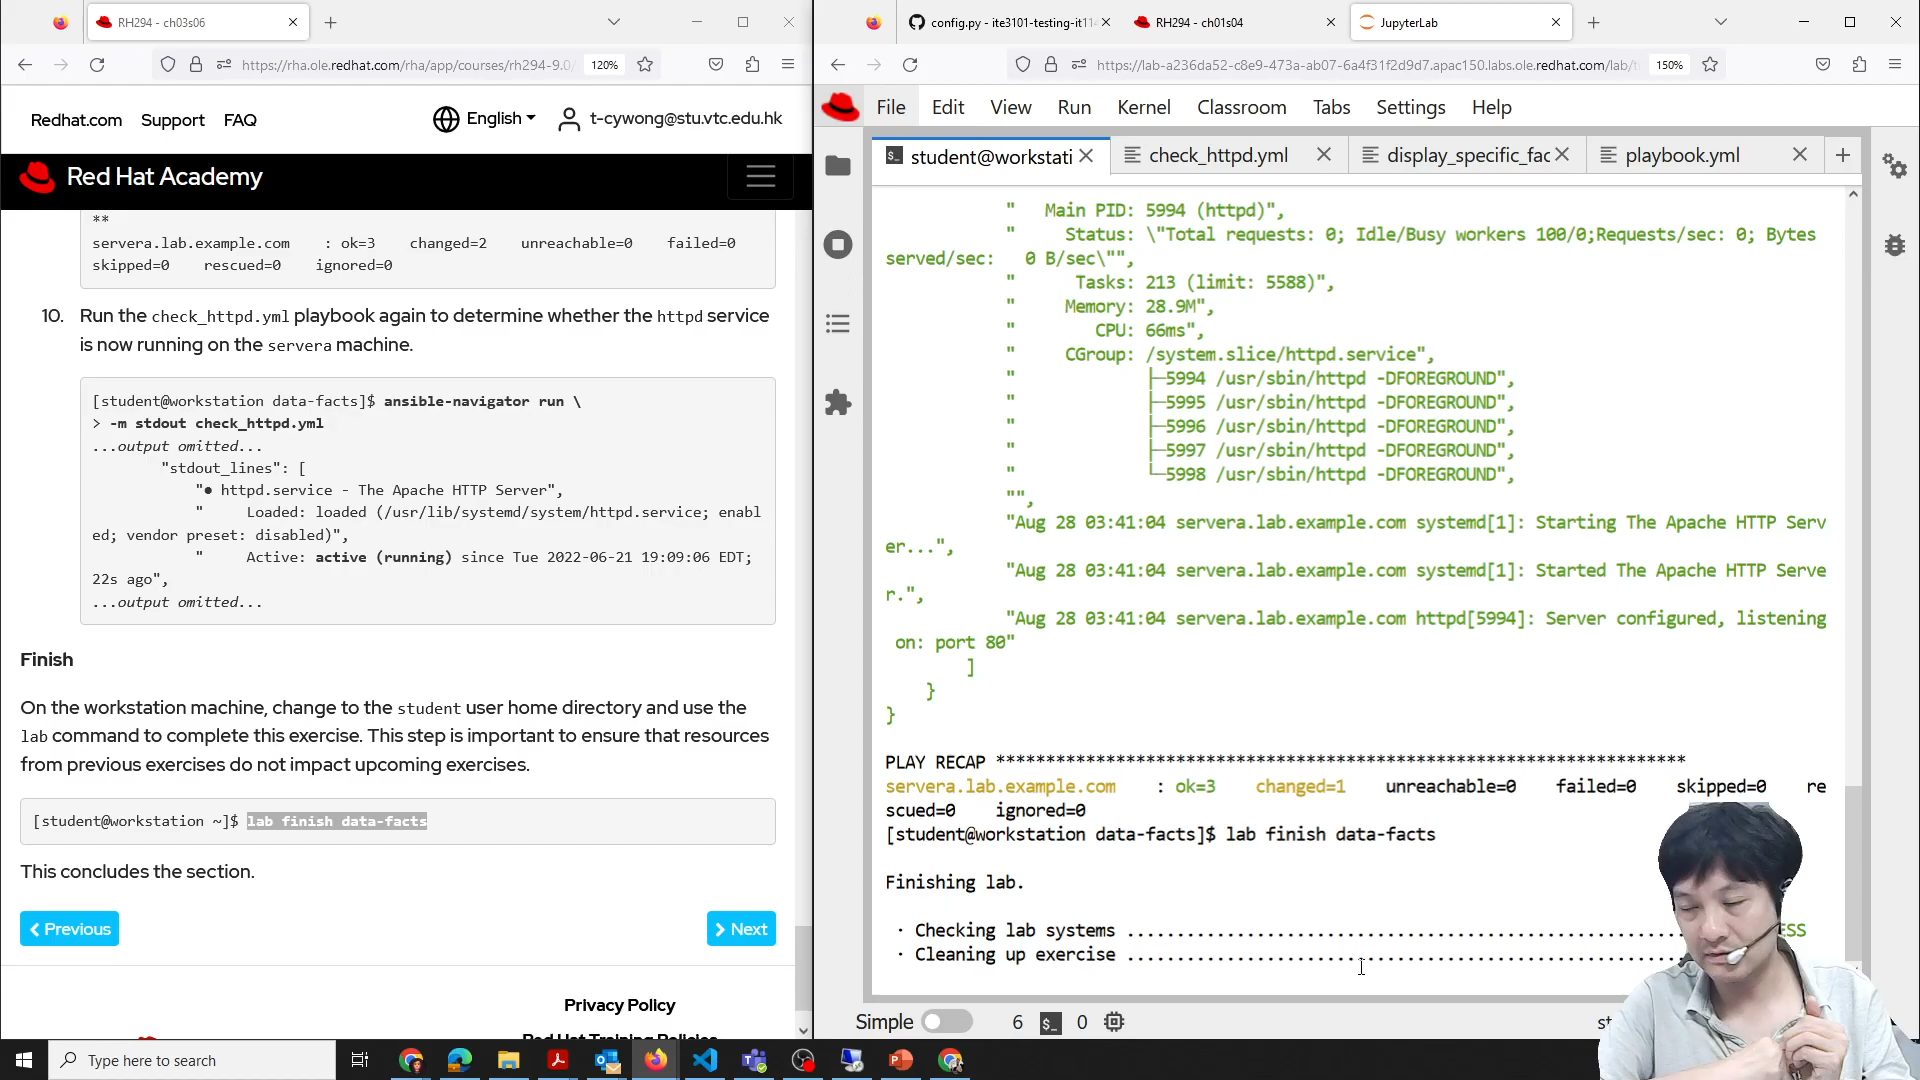 RH294 - ch03s06
https://rha.ole.redhat.com/rha/app/courses/rh294-9.0/
120%
Redhat.com
Support
FAQ
English
t-cywong@stu.vtc.edu.hk
Red Hat Academy
**
servera.lab.example.com : ok=3 changed=2 unreachable=0 failed=0
skipped=0 rescued=0 ignored=0
10. Run the check_httpd.yml playbook again to determine whether the httpd service
is now running on the servera machine.
[student@workstation data-facts]$ ansible-navigator run \
> -m stdout check_httpd.yml
...output omitted...
"stdout_lines": [
"● httpd.service - The Apache HTTP Server",
" Loaded: loaded (/usr/lib/systemd/system/httpd.service; enabl
ed; vendor preset: disabled)",
" Active: active (running) since Tue 2022-06-21 19:09:06 EDT;
22s ago",
...output omitted...
Finish
On the workstation machine, change to the student user home directory and use the
lab command to complete this exercise. This step is important to ensure that resources
from previous exercises do not impact upcoming exercises.
[student@workstation ~]$ lab finish data-facts
This concludes the section.
Previous
Next
Privacy Policy
Red Hat Training Policies
config.py - ite3101-testing-it114
RH294 - ch01s04
JupyterLab
https://lab-a236da52-c8e9-473a-ab07-6a4f31f2d9d7.apac150.labs.ole.redhat.com/lab/t
150%
File Edit View Run Kernel Classroom Tabs Settings Help
student@workstati
check_httpd.yml
display_specific_fac
playbook.yml
" Main PID: 5994 (httpd)",
" Status: \"Total requests: 0; Idle/Busy workers 100/0;Requests/sec: 0; Bytes
served/sec: 0 B/sec\"",
" Tasks: 213 (limit: 5588)",
" Memory: 28.9M",
" CPU: 66ms",
" CGroup: /system.slice/httpd.service",
" ├─5994 /usr/sbin/httpd -DFOREGROUND",
" ├─5995 /usr/sbin/httpd -DFOREGROUND",
" ├─5996 /usr/sbin/httpd -DFOREGROUND",
" ├─5997 /usr/sbin/httpd -DFOREGROUND",
" └─5998 /usr/sbin/httpd -DFOREGROUND",
"",
"Aug 28 03:41:04 servera.lab.example.com systemd[1]: Starting The Apache HTTP Serv
er...",
"Aug 28 03:41:04 servera.lab.example.com systemd[1]: Started The Apache HTTP Serve
r.",
"Aug 28 03:41:04 servera.lab.example.com httpd[5994]: Server configured, listening
on: port 80"
]
}
}
PLAY RECAP *********************************************************************
servera.lab.example.com : ok=3 changed=1 unreachable=0 failed=0 skipped=0 re
scued=0 ignored=0
[student@workstation data-facts]$ lab finish data-facts
Finishing lab.
· Checking lab systems ................................................................ ESS
· Cleaning up exercise ................................................................
Simple
6
0
st
Type here to search